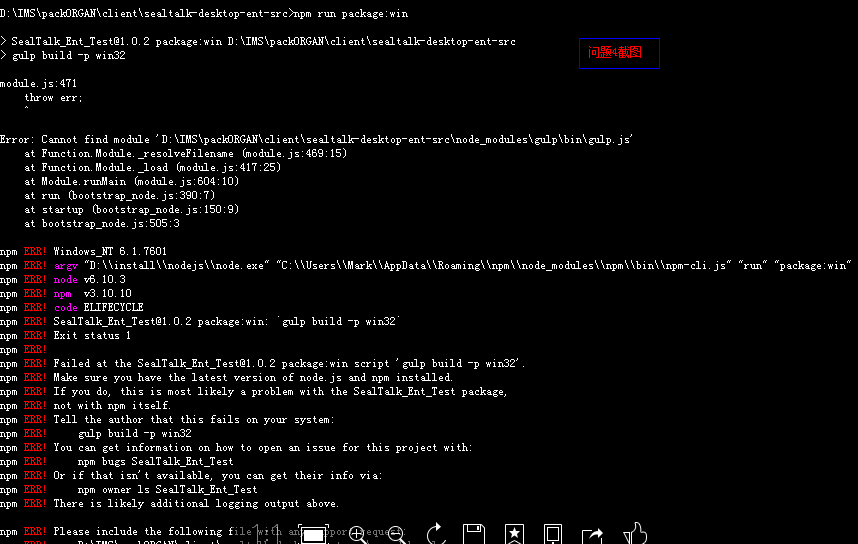 D:\IMS\packORGAN\client\sealtalk-desktop-ent-src>npm run package:win
> SealTalk_Ent_Test@1.0.2 package:win D:\IMS\packORGAN\client\sealtalk-desktop-ent-src
> gulp build -p win32
问题4截图
module.js:471
throw err;
^
Error: Cannot find module 'D:\IMS\packORGAN\client\sealtalk-desktop-ent-src\node_modules\gulp\bin\gulp.js'
at Function.Module._resolveFilename (module.js:469:15)
at Function.Module._load (module.js:417:25)
at Module.runMain (module.js:604:10)
at run (bootstrap_node.js:390:7)
at startup (bootstrap_node.js:150:9)
at bootstrap_node.js:505:3
npm ERR! Windows_NT 6.1.7601
npm ERR! argv "D:\\install\\nodejs\\node.exe" "C:\\Users\\Mark\\AppData\\Roaming\\npm\\node_modules\\npm\\bin\\npm-cli.js" "run" "package:win"
npm ERR! node v6.10.3
npm ERR! npm  v3.10.10
npm ERR! code ELIFECYCLE
npm ERR! SealTalk_Ent_Test@1.0.2 package:win: `gulp build -p win32`
npm ERR! Exit status 1
npm ERR!
npm ERR! Failed at the SealTalk_Ent_Test@1.0.2 package:win script 'gulp build -p win32'.
npm ERR! Make sure you have the latest version of node.js and npm installed.
npm ERR! If you do, this is most likely a problem with the SealTalk_Ent_Test package,
npm ERR! not with npm itself.
npm ERR! Tell the author that this fails on your system:
npm ERR!     gulp build -p win32
npm ERR! You can get information on how to open an issue for this project with:
npm ERR!     npm bugs SealTalk_Ent_Test
npm ERR! Or if that isn't available, you can get their info via:
npm ERR!     npm owner ls SealTalk_Ent_Test
npm ERR! There is likely additional logging output above.
npm ERR! Please include the following file with any support request: